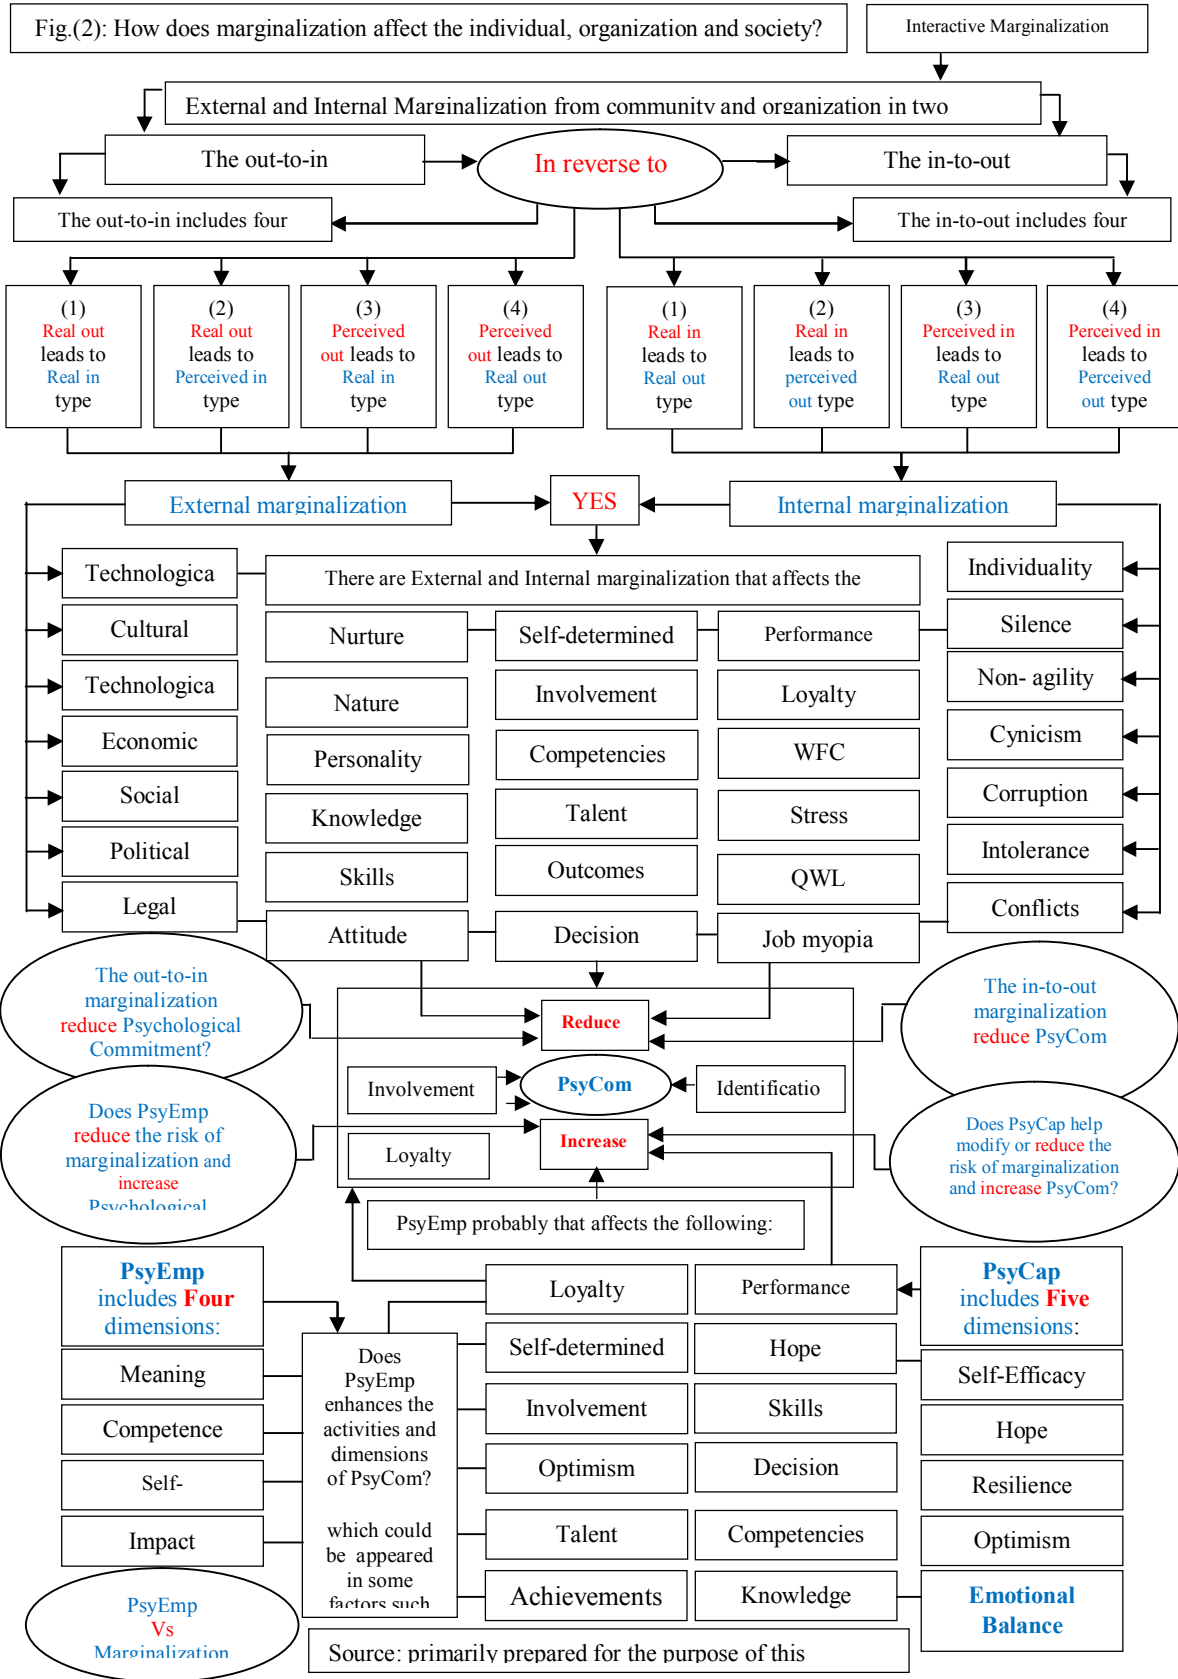 Fig.(2): How does marginalization affect the individual, organization and society?
Interactive Marginalization
External and Internal Marginalization from community and organization in two
The out-to-in
In reverse to
The in-to-out
The out-to-in includes four
The in-to-out includes four
(1)
Real out
leads to
Real in
type
(2)
Real out
leads to
Perceived in
type
(3)
Perceived
out leads to
Real in
type
(4)
Perceived
out leads to
Real out
type
(1)
Real in
leads to
Real out
type
(2)
Real in
leads to
perceived
out type
(3)
Perceived in
leads to
Real out
type
(4)
Perceived in
leads to
Perceived
out type
External marginalization
YES
Internal marginalization
There are External and Internal marginalization that affects the
Technologica
Cultural
Technologica
Economic
Social
Political
Legal
Nurture
Nature
Personality
Knowledge
Skills
Attitude
Self-determined
Involvement
Competencies
Talent
Outcomes
Decision
Performance
Loyalty
WFC
Stress
QWL
Job myopia
Individuality
Silence
Non- agility
Cynicism
Corruption
Intolerance
Conflicts
The out-to-in
marginalization
reduce Psychological
Commitment?
Reduce
The in-to-out
marginalization
reduce PsyCom
Involvement
PsyCom
Identificatio
Does PsyEmp
reduce the risk of
marginalization and
increase
Psychological
Increase
Loyalty
Does PsyCap help
modify or reduce the
risk of marginalization
and increase PsyCom?
PsyEmp probably that affects the following:
PsyEmp
includes Four
dimensions:
Meaning
Competence
Self-
Impact
Does
PsyEmp
enhances the
activities and
dimensions
of PsyCom?
which could
be appeared
in some
factors such
Loyalty
Self-determined
Involvement
Optimism
Talent
Achievements
Performance
Hope
Skills
Decision
Competencies
Knowledge
PsyCap
includes Five
dimensions:
Self-Efficacy
Hope
Resilience
Optimism
Emotional
Balance
PsyEmp
Vs
Marginalization
Source: primarily prepared for the purpose of this